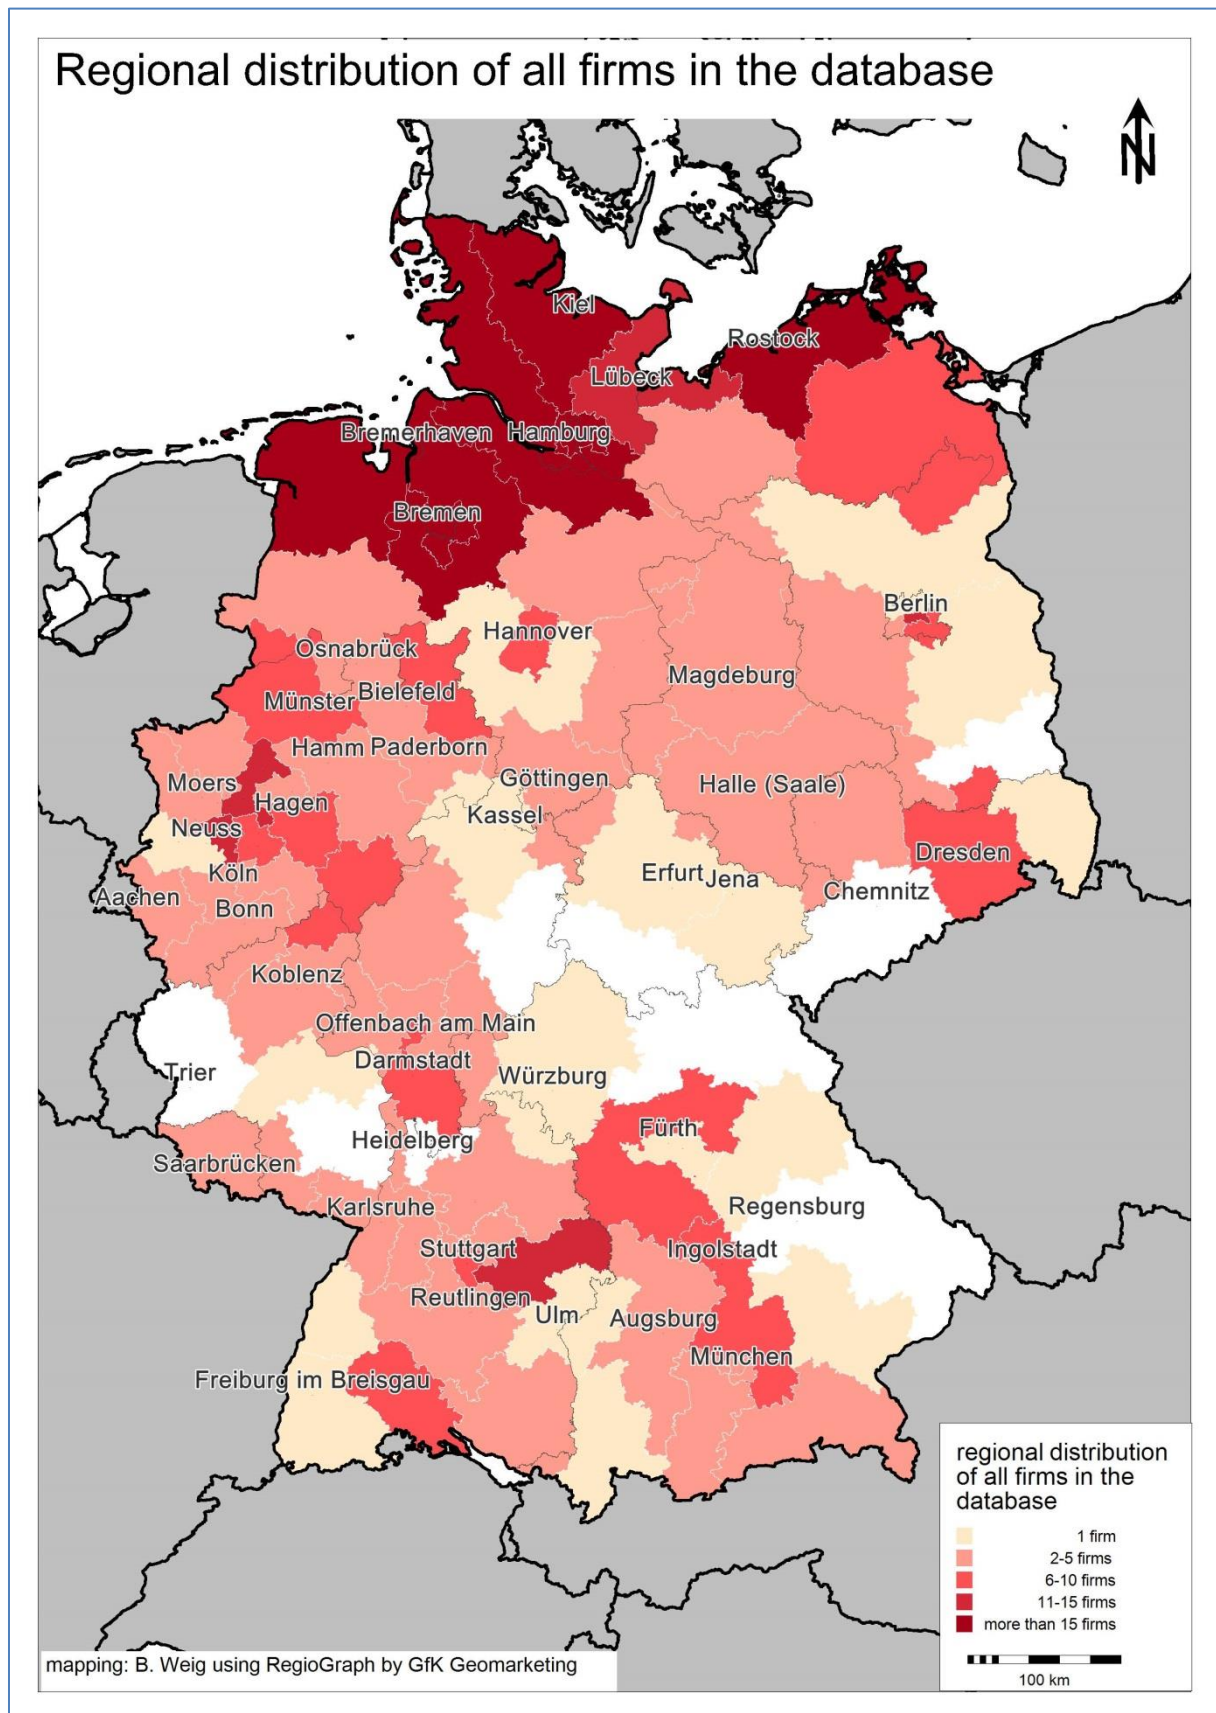 Regional distribution of all firms in the database
N
Kiel
Rostock
Lübeck
Bremerhaven
Hamburg
Bremen
Berlin
Hannover
Osnabrück
Magdeburg
Bielefeld
Münster
Hamm
Paderborn
Göttingen
Moers
Halle (Saale)
Hagen
Kassel
Neuss
Dresden
Köln
Erfurt
Jena
Chemnitz
Aachen
Bonn
Koblenz
Offenbach am Main
Darmstadt
Trier
Würzburg
Fürth
Heidelberg
Saarbrücken
Karlsruhe
Regensburg
Stuttgart
Ingolstadt
Reutlingen
Ulm
Augsburg
München
Freiburg im Breisgau
regional distribution
of all firms in the
database
1 firm
2-5 firms
6-10 firms
11-15 firms
more than 15 firms
100 km
mapping: B. Weig using RegioGraph by GfK Geomarketing